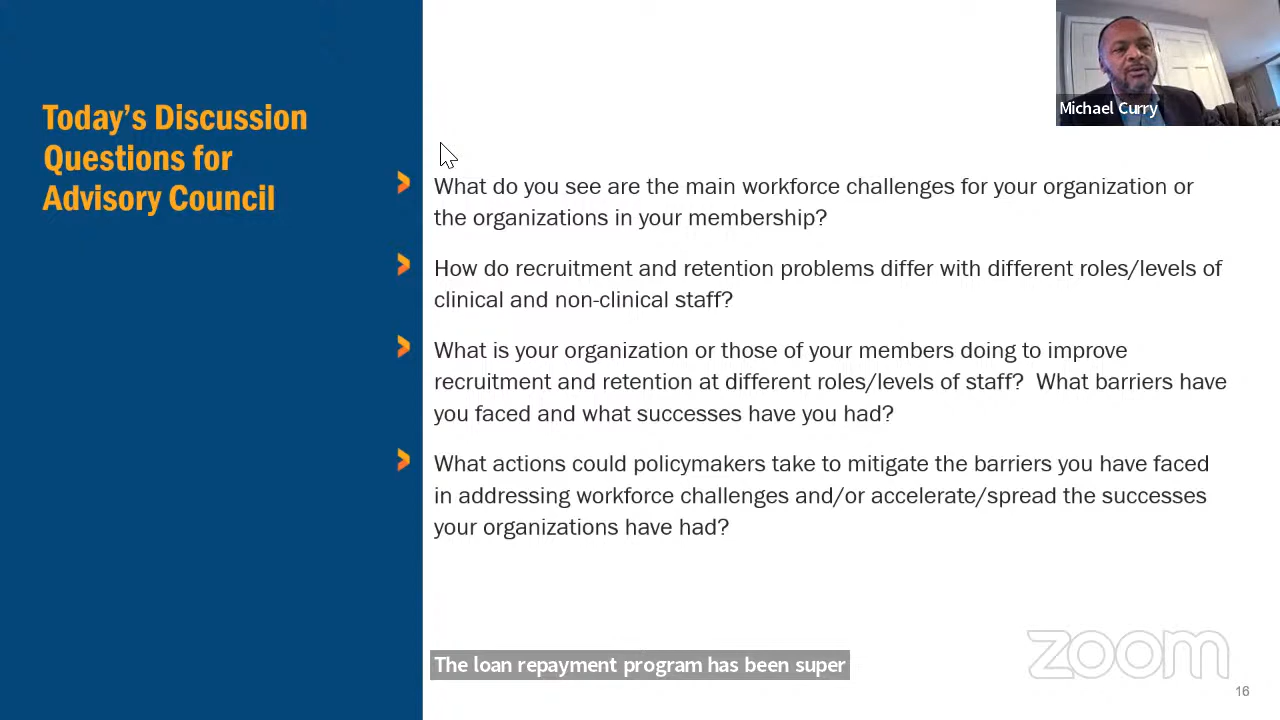 Today's Discussion
Questions for
Advisory Council
Michael Curry
What do you see are the main workforce challenges for your organization or
the organizations in your membership?
How do recruitment and retention problems differ with different roles/levels of
clinical and non-clinical staff?
What is your organization or those of your members doing to improve
recruitment and retention at different roles/levels of staff?  What barriers have
you faced and what successes have you had?
What actions could policymakers take to mitigate the barriers you have faced
in addressing workforce challenges and/or accelerate/spread the successes
your organizations have had?
The loan repayment program has been super
zoom
16